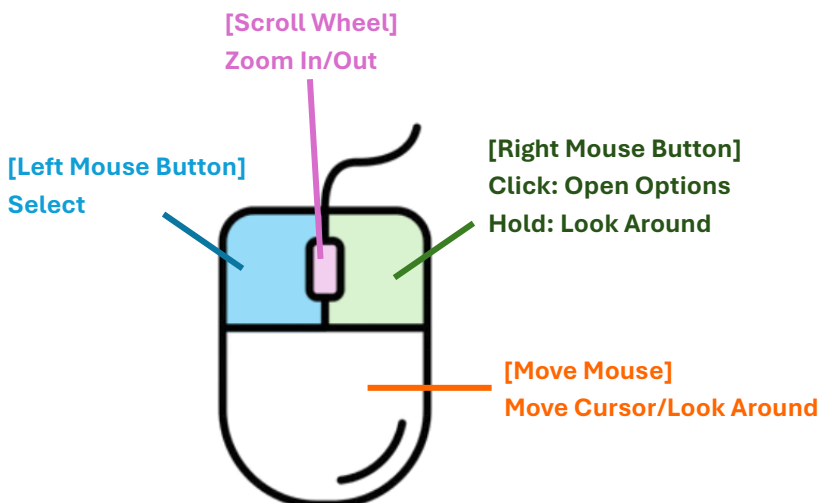 [Scroll Wheel]
Zoom In/Out
[Left Mouse Button]
Select
[Right Mouse Button]
Click: Open Options
Hold: Look Around
[Move Mouse]
Move Cursor/Look Around